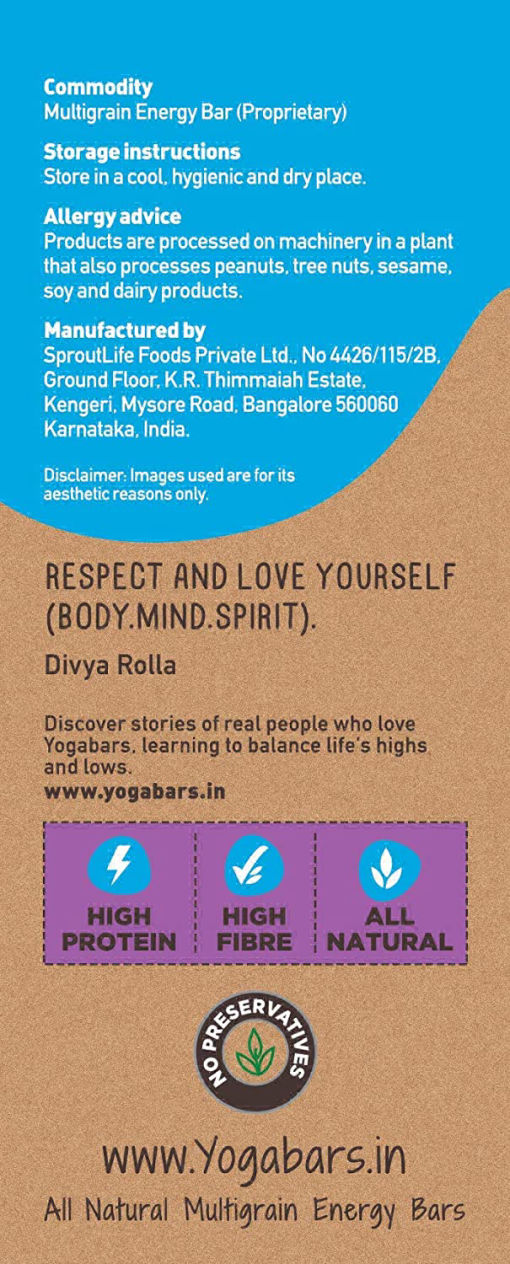 Commodity
Multigrain Energy Bar (Proprietary)
Storage instructions
Store in a cool, hygienic and dry place.
Allergy advice
Products are processed on machinery in a plant
that also processes peanuts, tree nuts, sesame,
soy and dairy products.
Manufactured by
SproutLife Foods Private Ltd., No 4426/115/2B,
Ground Floor, K.R. Thimmaiah Estate,
Kengeri, Mysore Road, Bangalore 560060
Karnataka, India.
Disclaimer: Images used are for its
aesthetic reasons only.
RESPECT AND LOVE YOURSELF
(BODY.MIND.SPIRIT).
Divya Rolla
Discover stories of real people who love
Yogabars, learning to balance life's highs
and lows.
www.yogabars.in
HIGH
PROTEIN
HIGH
FIBRE
ALL
NATURAL
NO PRESERVATIVES
www.Yogabars.in
All Natural Multigrain Energy Bars